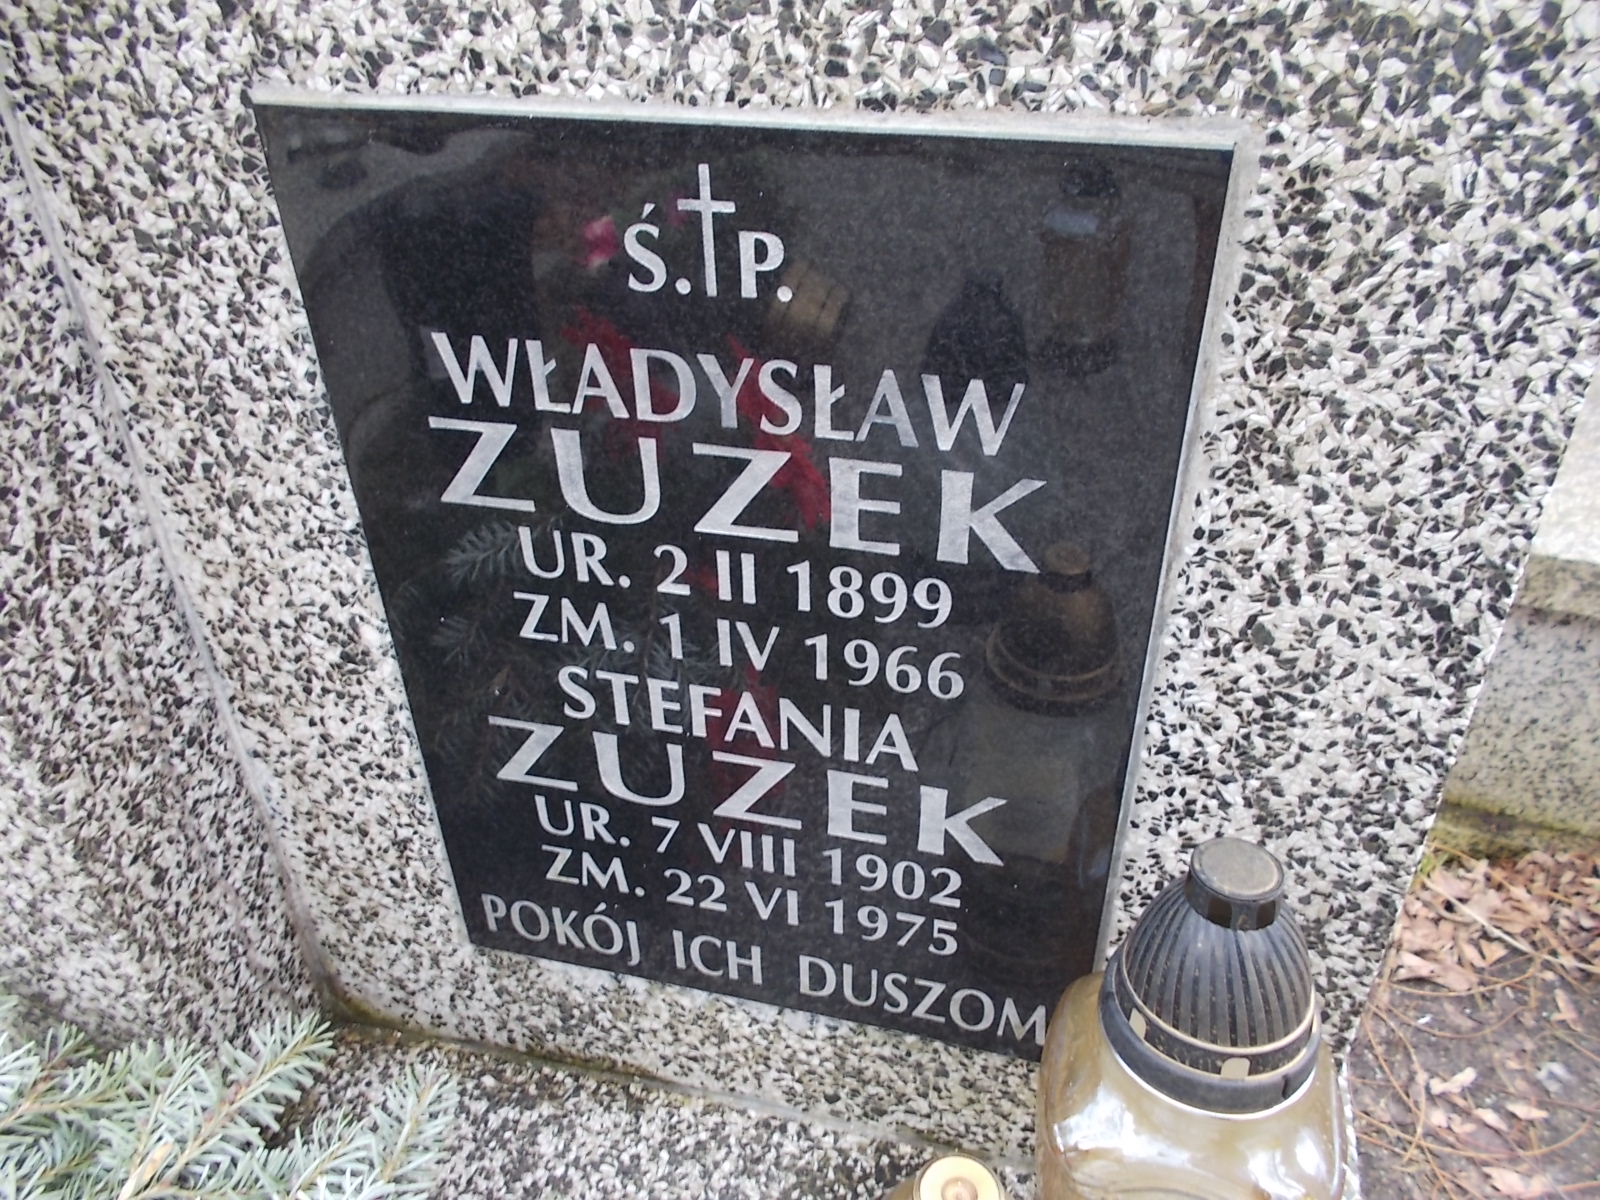 Ś.†P.
WŁADYSŁAW
ZUZEK
UR. 2 II 1899
ZM. 1 IV 1966
STEFANIA
ZUZEK
UR. 7 VIII 1902
ZM. 22 VI 1975
POKÓJ ICH DUSZOM